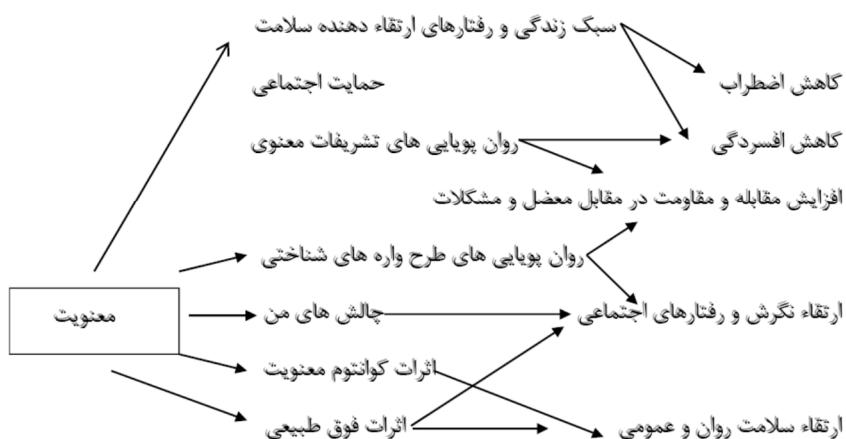 سبک زندگی و رفتارهای ارتقاء دهنده سلامت
کاهش اضطراب
حمایت اجتماعی
کاهش افسردگی
روان پویایی های تشریفات معنوی
افزایش مقابله و مقاومت در مقابل معضل و مشکلات
روان پویایی های طرح واره های شناختی
ارتقاء نگرش و رفتارهای اجتماعی
چالش های من
معنویت
اثرات کوانتوم معنویت
ارتقاء سلامت روان و عمومی
اثرات فوق طبیعی